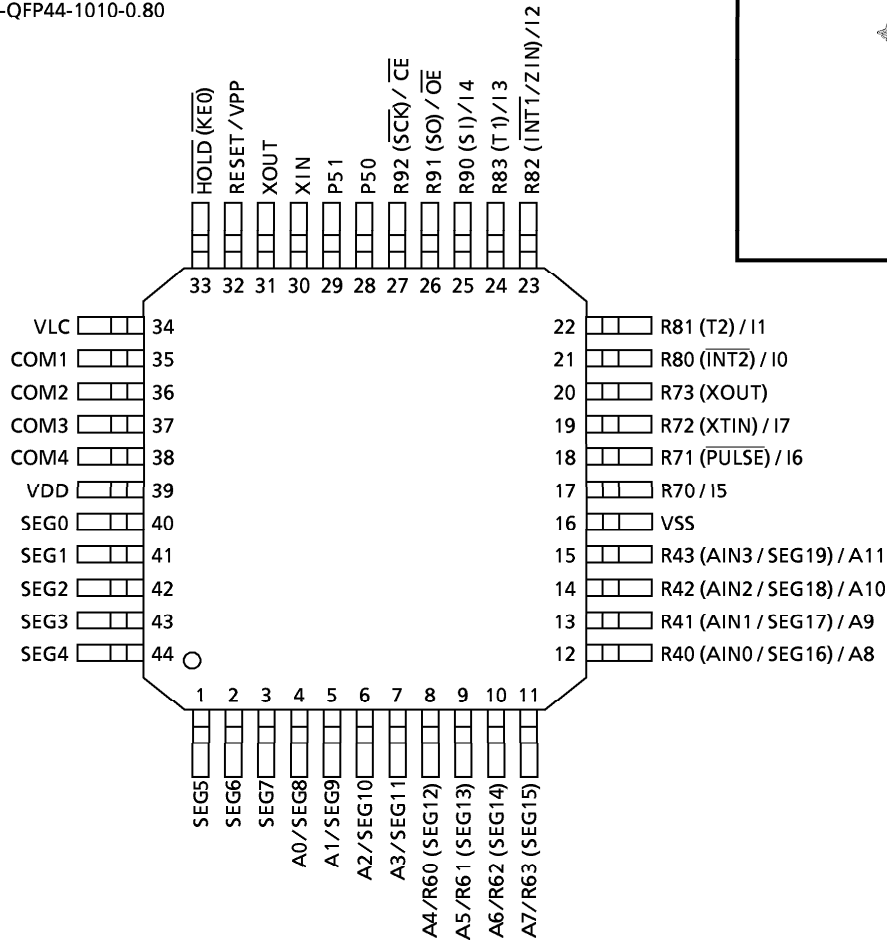 -QFP44-1010-0.80
HOLD (KE0)
RESET/VPP
XOUT
XIN
P51
P50
R92 (SCK)/ CE
R91 (SO)/ OE
R90 (SI)/I4
R83 (T1)/I3
R82 (INT1/ZIN)/I2
33 32 31 30 29 28 27 26 25 24 23
VLC 34 22 R81 (T2) / I1
COM1 35 21 R80 (INT2) / I0
COM2 36 20 R73 (XOUT)
COM3 37 19 R72 (XTIN) / I7
COM4 38 18 R71 (PULSE) / I6
VDD 39 17 R70 / I5
SEG0 40 16 VSS
SEG1 41 15 R43 (AIN3 / SEG19) / A11
SEG2 42 14 R42 (AIN2 / SEG18) / A10
SEG3 43 13 R41 (AIN1 / SEG17) / A9
SEG4 44 12 R40 (AIN0 / SEG16) / A8
1 2 3 4 5 6 7 8 9 10 11
SEG5
SEG6
SEG7
A0/SEG8
A1/SEG9
A2/SEG10
A3/SEG11
A4/R60 (SEG12)
A5/R61 (SEG13)
A6/R62 (SEG14)
A7/R63 (SEG15)